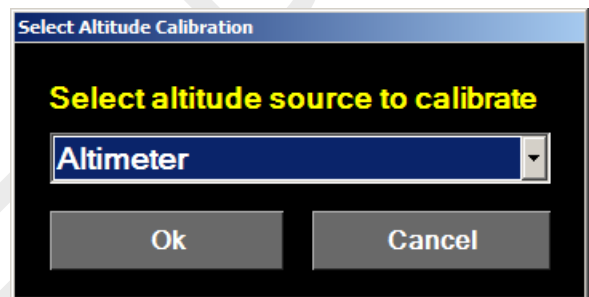 Select Altitude Calibration
Select altitude source to calibrate
Altimeter
Ok
Cancel